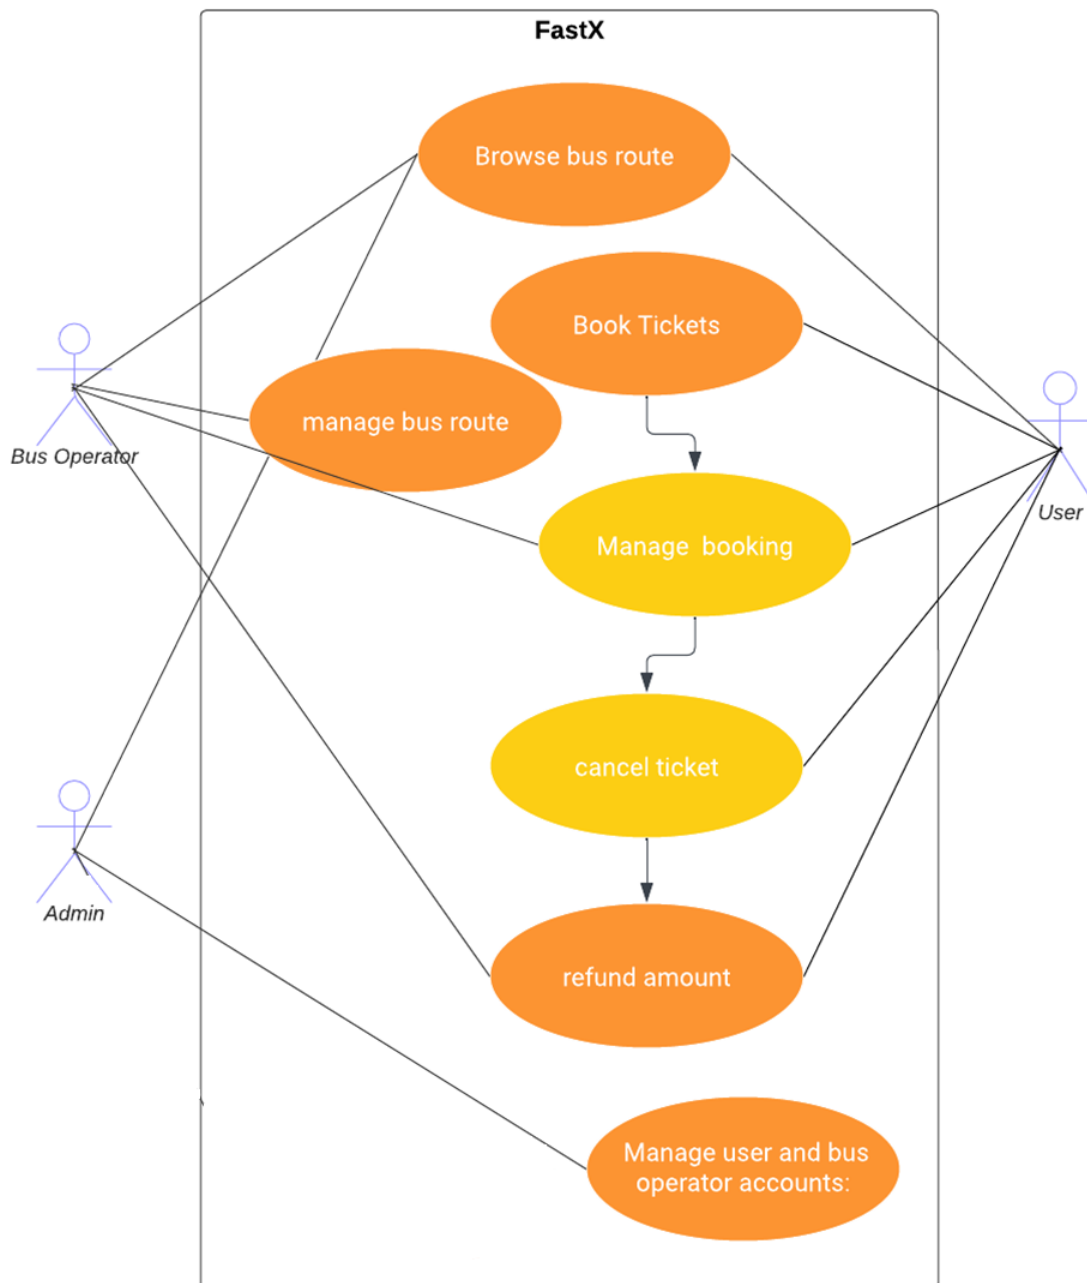 FastX
Browse bus route
Book Tickets
manage bus route
Bus Operator
User
Manage  booking
cancel ticket
Admin
refund amount
Manage user and bus
operator accounts: